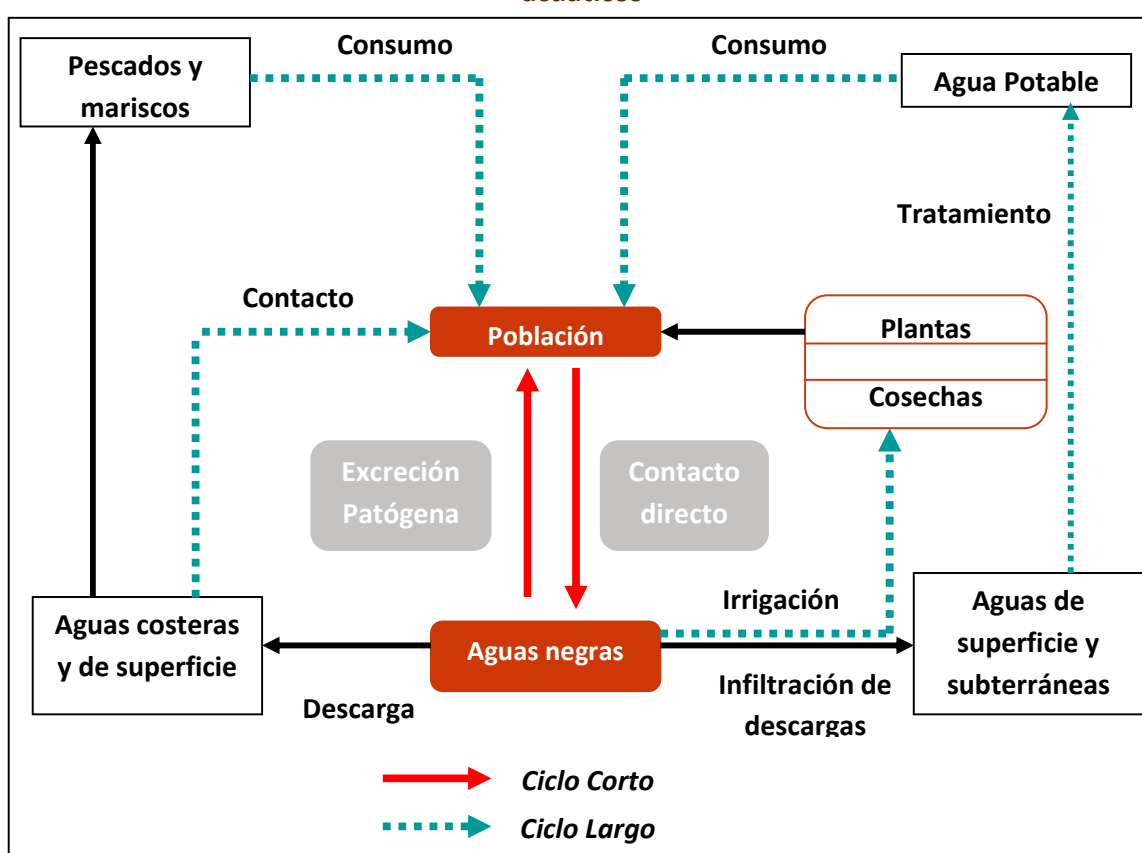 Consumo
Consumo
Pescados y
mariscos
Agua Potable
Tratamiento
Contacto
Población
Plantas
Cosechas
Excreción
Patógena
Contacto
directo
Irrigación
Aguas costeras
y de superficie
Aguas negras
Aguas de
superficie y
subterráneas
Descarga
Infiltración de
descargas
Ciclo Corto
Ciclo Largo